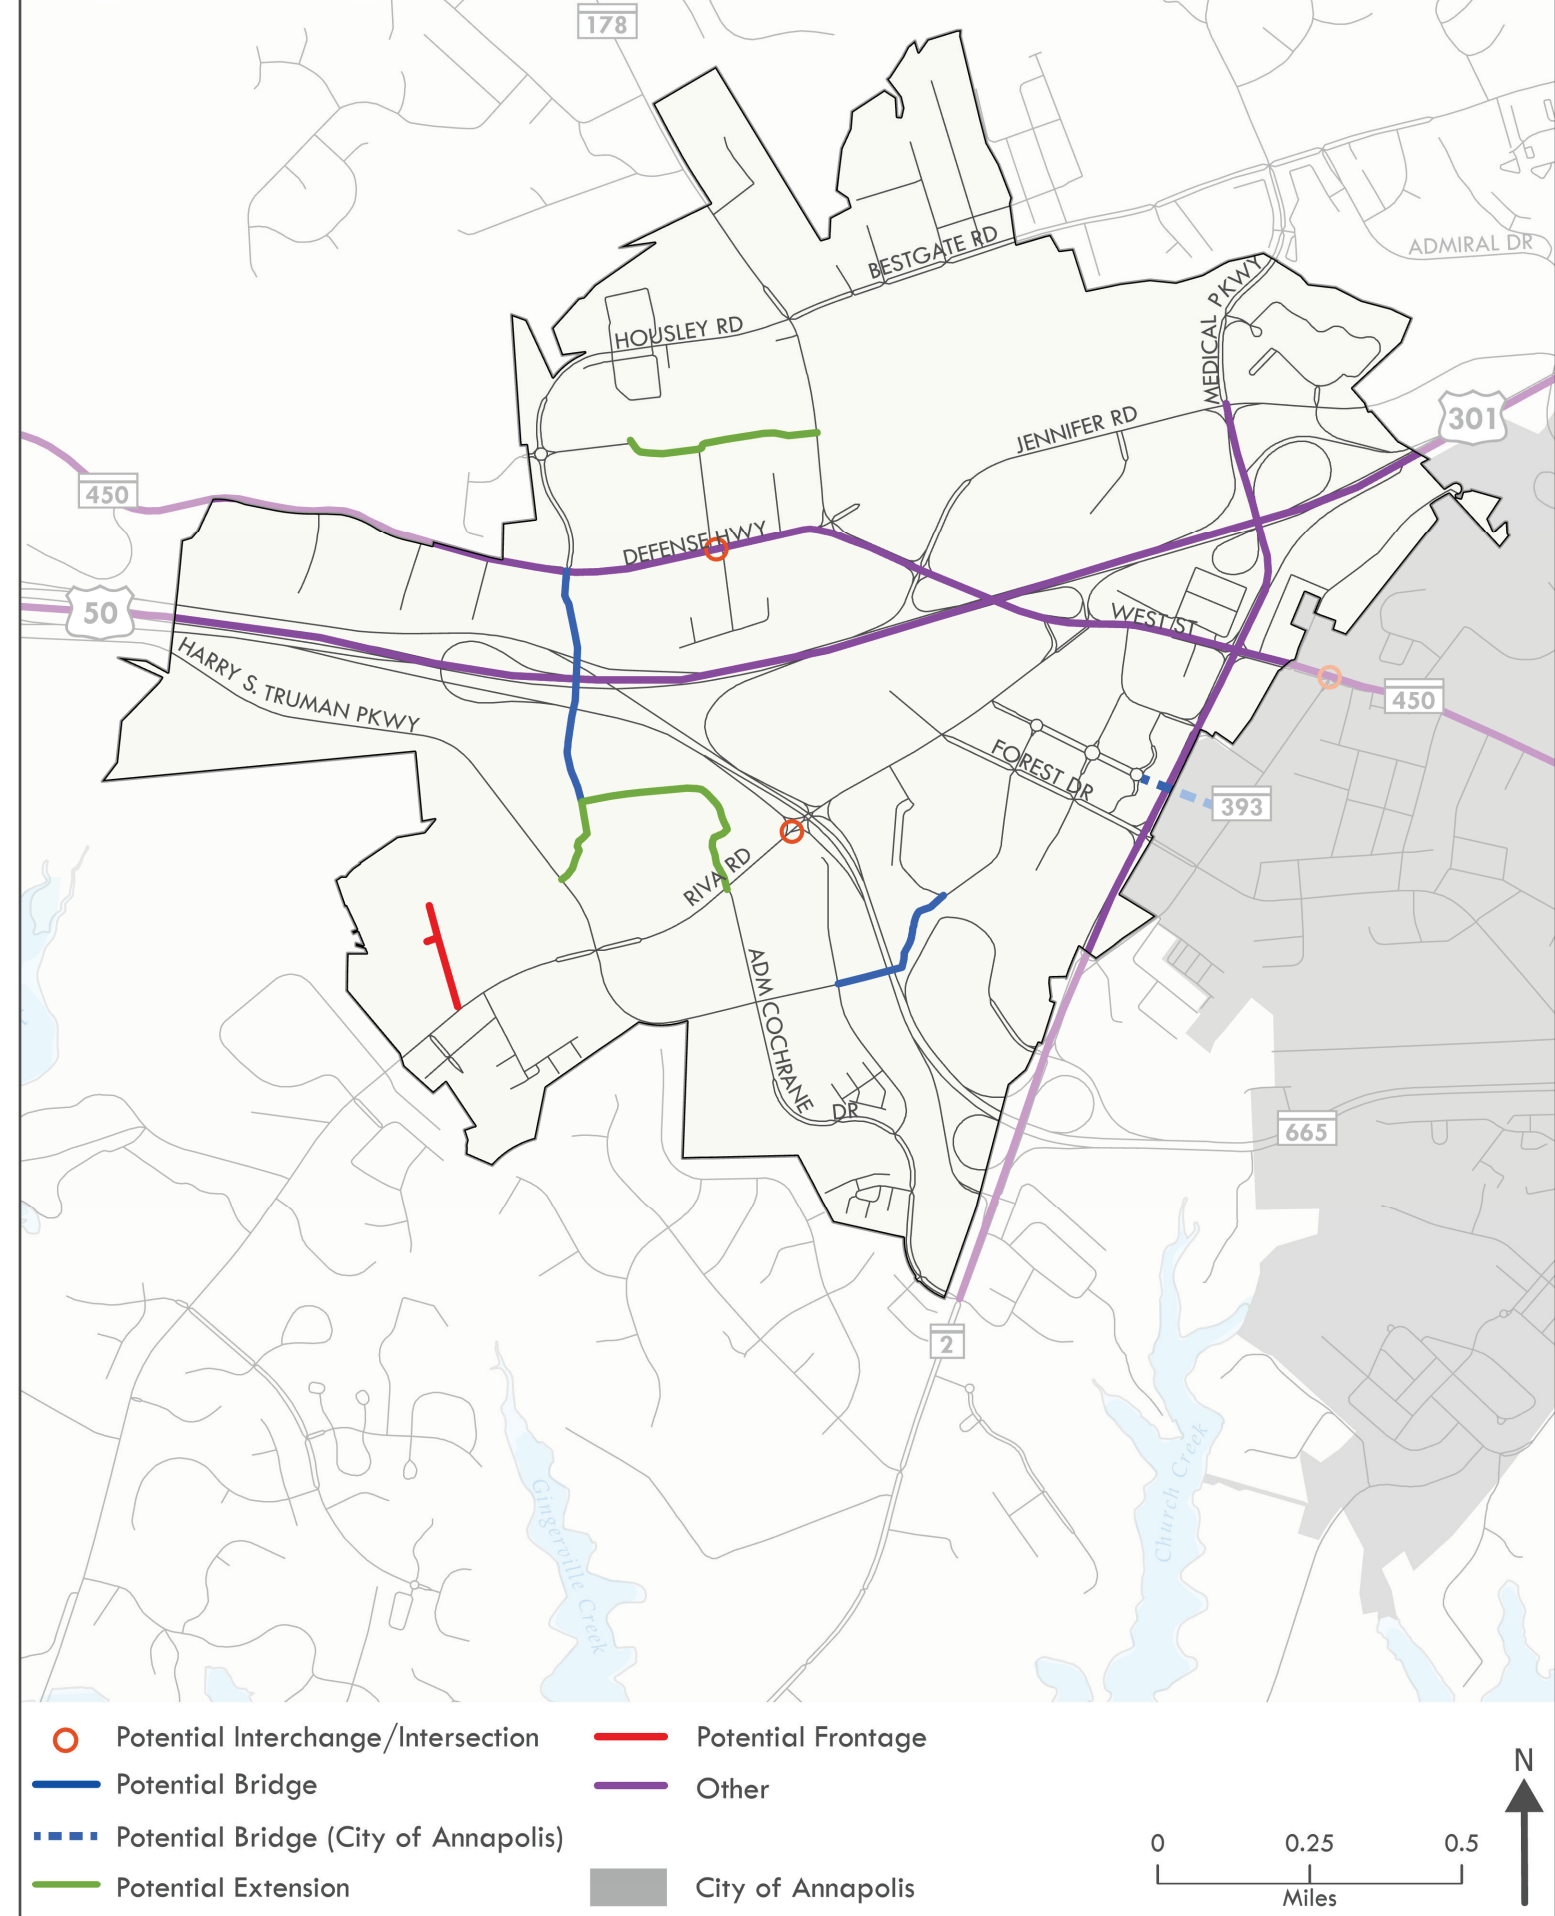 178
BESTGATE RD
ADMIRAL DR
MEDICAL PKWY
HOUSLEY RD
JENNIFER RD
301
450
DEFENSE HWY
50
WEST ST
HARRY S. TRUMAN PKWY
450
FOREST DR
393
RIVA RD
ADM COCHRANE DR
665
2
Church Creek
Gingerville Creek
Potential Interchange/Intersection
Potential Bridge
Potential Bridge (City of Annapolis)
Potential Extension
Potential Frontage
Other
City of Annapolis
0 0.25 0.5
Miles
N